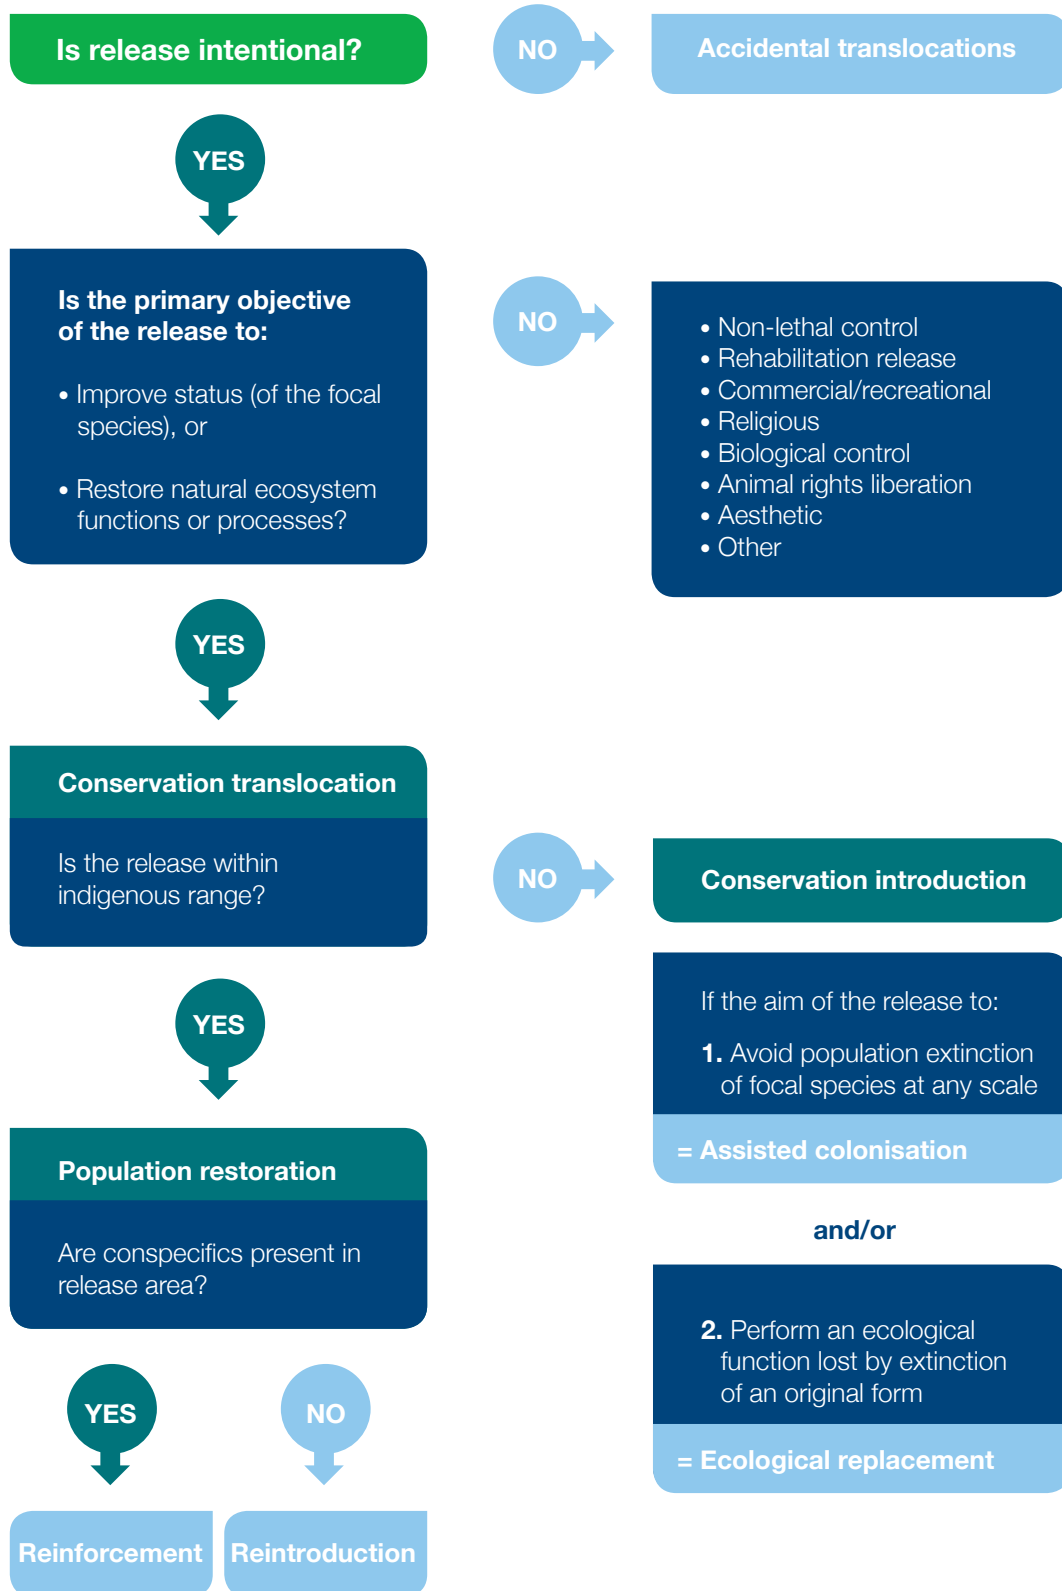 Is release intentional?
NO
Accidental translocations
YES
Is the primary objective
of the release to:
• Improve status (of the focal
species), or
• Restore natural ecosystem
functions or processes?
NO
• Non-lethal control
• Rehabilitation release
• Commercial/recreational
• Religious
• Biological control
• Animal rights liberation
• Aesthetic
• Other
YES
Conservation translocation
Is the release within
indigenous range?
NO
Conservation introduction
If the aim of the release to:
1. Avoid population extinction
of focal species at any scale
= Assisted colonisation
and/or
2. Perform an ecological
function lost by extinction
of an original form
= Ecological replacement
YES
Population restoration
Are conspecifics present in
release area?
YES
NO
Reinforcement
Reintroduction